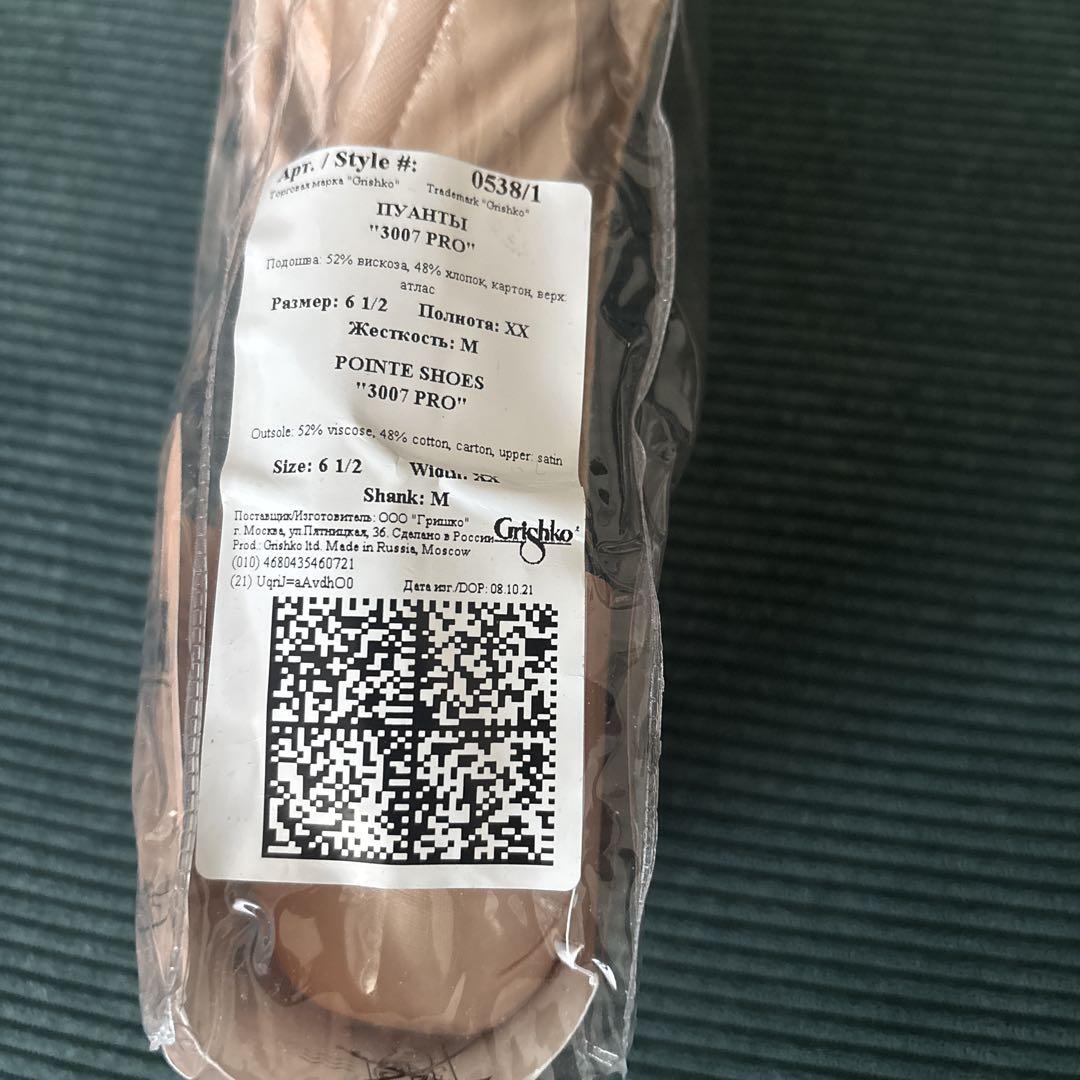 Арт. / Style #: 0538/1
Торговая марка "Grishko" Trademark "Grishko"
ПУАНТЫ
"3007 PRO"
Подошва: 52% вискоза, 48% хлопок, картон, верх:
атлас
Размер: 6 1/2 Полнота: XX
Жесткость: M
POINTE SHOES
"3007 PRO"
Outsole: 52% viscose, 48% cotton, carton, upper: satin
Size: 6 1/2 Width: XX
Shank: M
Поставщик/Изготовитель: ООО "Гришко"
г. Москва, ул.Пятницкая, 36. Сделано в России
Prod.: Grishko ltd. Made in Russia, Moscow
Grishko
(010) 4680435460721
(21) UqnJ=aAvdhO0 Дата изг./DOP: 08.10.21